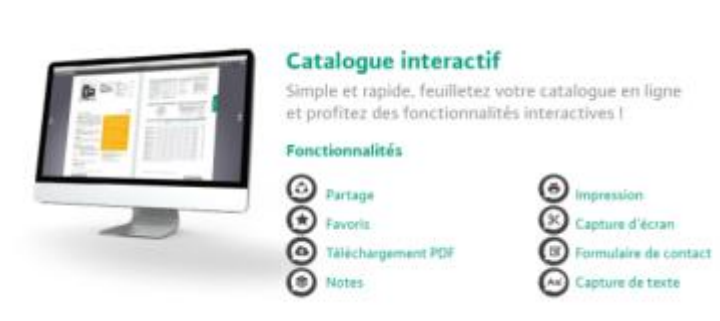 Catalogue interactif
Simple et rapide, feuilletez votre catalogue en ligne
et profitez des fonctionnalités interactives !
Fonctionnalités
Partage
Favoris
Téléchargement PDF
Notes
Impression
Capture d'écran
Formulaire de contact
Aa
Capture de texte